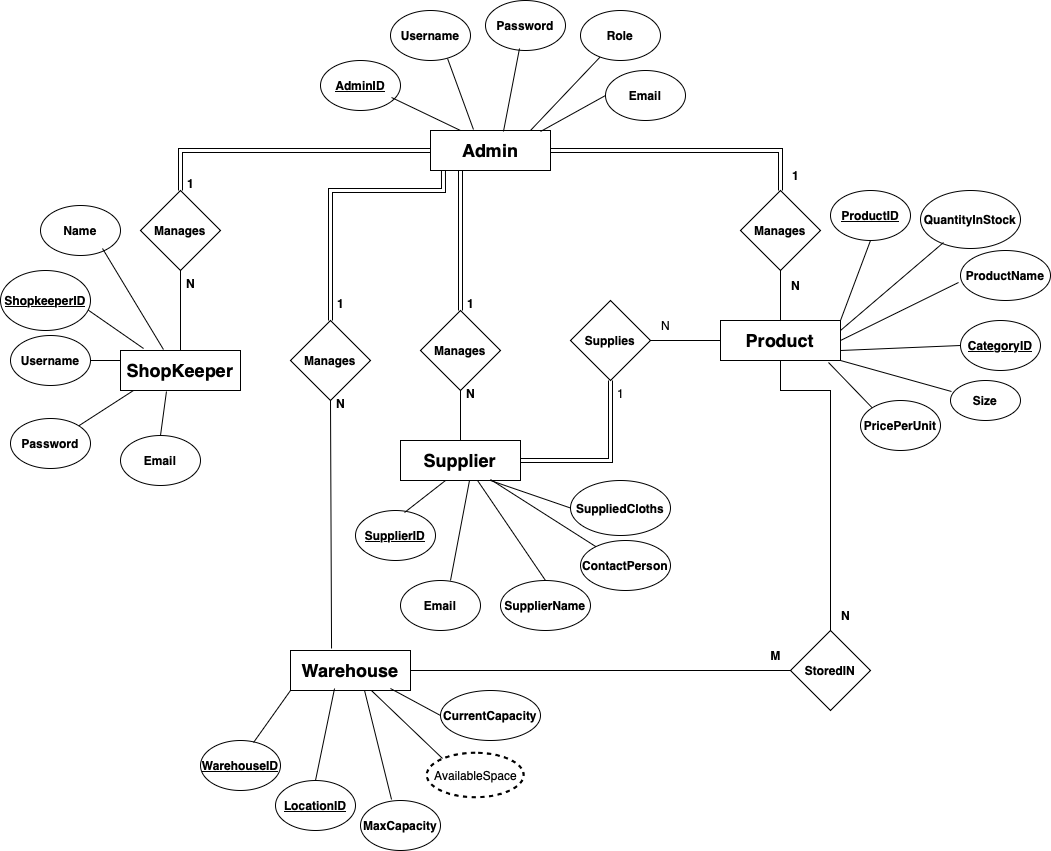 Password
Username
Role
AdminID
Email
Admin
1
1
Manages
Manages
ProductID
QuantityInStock
Name
ProductName
N
N
ShopkeeperID
1
1
N
Supplies
Product
CategoryID
Username
ShopKeeper
Manages
Manages
1
Size
N
N
PricePerUnit
Password
Email
Supplier
SuppliedCloths
SupplierID
ContactPerson
Email
SupplierName
N
M
Warehouse
StoredIN
CurrentCapacity
WarehouseID
AvailableSpace
LocationID
MaxCapacity